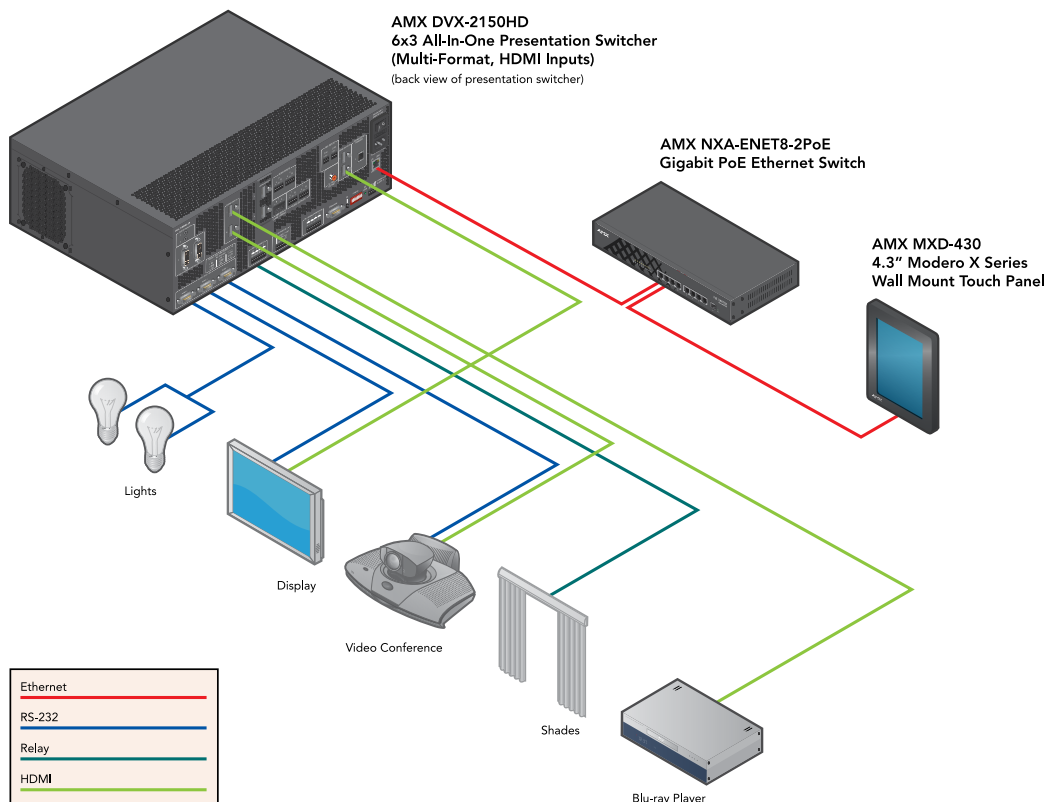 AMX DVX-2150HD
6x3 All-In-One Presentation Switcher
(Multi-Format, HDMI Inputs)
(back view of presentation switcher)
AMX NXA-ENET8-2PoE
Gigabit PoE Ethernet Switch
AMX MXD-430
4.3” Modero X Series
Wall Mount Touch Panel
AMX
AMX
Lights
Display
Video Conference
Shades
Blu-ray Player
Ethernet
RS-232
Relay
HDMI